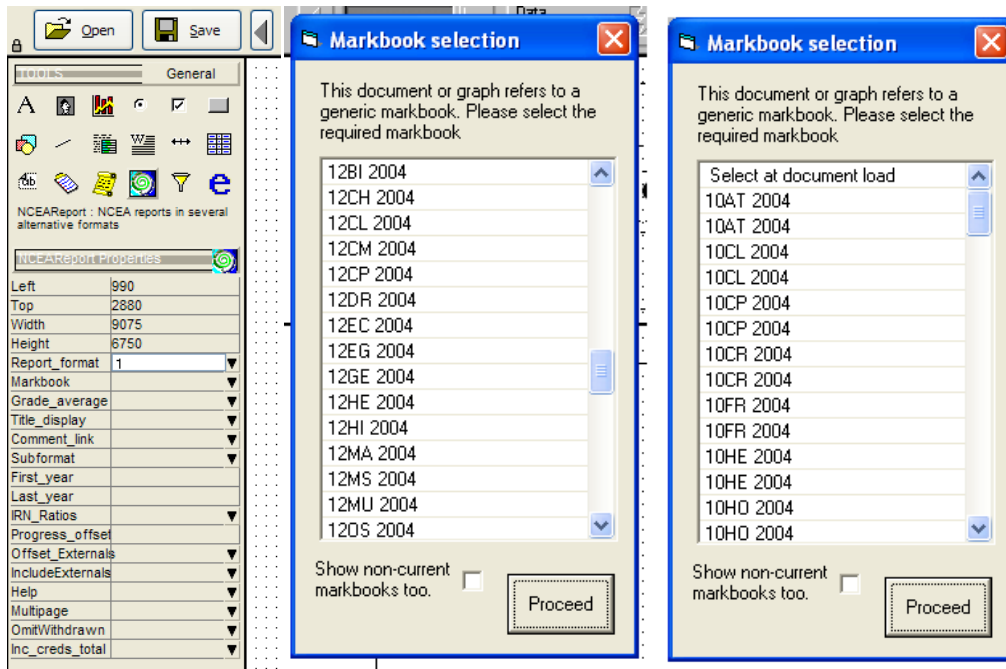 Open
Save
TOOLS
General
NCEAReport : NCEA reports in several
alternative formats
NCEAReport Properties
Left 990
Top 2880
Width 9075
Height 6750
Report_format 1
Markbook
Grade_average
Title_display
Comment_link
Subformat
First_year
Last_year
IRN_Ratios
Progress_offset
Offset_Externals
IncludeExternals
Help
Multipage
OmitWithdrawn
Inc_creds_total
Data
Markbook selection
This document or graph refers to a
generic markbook. Please select the
required markbook
12BI 2004
12CH 2004
12CL 2004
12CM 2004
12CP 2004
12DR 2004
12EC 2004
12EG 2004
12GE 2004
12HE 2004
12HI 2004
12MA 2004
12MS 2004
12MU 2004
12OS 2004
Show non-current
markbooks too.
Proceed
Markbook selection
This document or graph refers to a
generic markbook. Please select the
required markbook
Select at document load
10AT 2004
10AT 2004
10CL 2004
10CL 2004
10CP 2004
10CP 2004
10CR 2004
10CR 2004
10FR 2004
10FR 2004
10HE 2004
10HE 2004
10HO 2004
10HO 2004
Show non-current
markbooks too.
Proceed